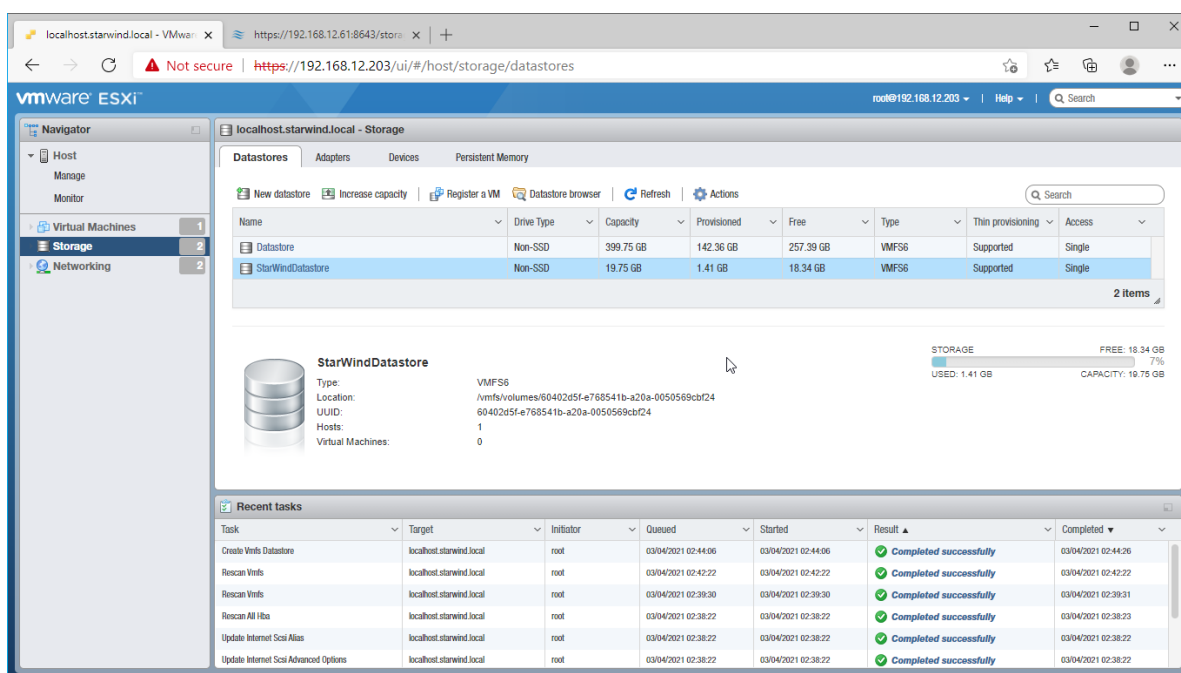 localhost.starwind.local - VMwar
https://192.168.12.61:8643/stora
Not secure | https://192.168.12.203/ui/#/host/storage/datastores
vmware ESXi™
root@192.168.12.203 | Help | Search
Navigator
localhost.starwind.local - Storage
Host
Manage
Monitor
Virtual Machines 1
Storage 2
Networking 2
Datastores Adapters Devices Persistent Memory
New datastore Increase capacity | Register a VM Datastore browser | Refresh | Actions
Search
Name Drive Type Capacity Provisioned Free Type Thin provisioning Access
Datastore Non-SSD 399.75 GB 142.36 GB 257.39 GB VMFS6 Supported Single
StarWindDatastore Non-SSD 19.75 GB 1.41 GB 18.34 GB VMFS6 Supported Single
2 items
StarWindDatastore
Type: VMFS6
Location: /vmfs/volumes/60402d5f-e768541b-a20a-0050569cbf24
UUID: 60402d5f-e768541b-a20a-0050569cbf24
Hosts: 1
Virtual Machines: 0
STORAGE FREE: 18.34 GB
7%
USED: 1.41 GB CAPACITY: 19.75 GB
Recent tasks
Task Target Initiator Queued Started Result ▲ Completed ▼
Create Vmfs Datastore localhost.starwind.local root 03/04/2021 02:44:06 03/04/2021 02:44:06 Completed successfully 03/04/2021 02:44:26
Rescan Vmfs localhost.starwind.local root 03/04/2021 02:42:22 03/04/2021 02:42:22 Completed successfully 03/04/2021 02:42:22
Rescan Vmfs localhost.starwind.local root 03/04/2021 02:39:30 03/04/2021 02:39:30 Completed successfully 03/04/2021 02:39:31
Rescan All Hba localhost.starwind.local root 03/04/2021 02:38:22 03/04/2021 02:38:22 Completed successfully 03/04/2021 02:38:23
Update Internet Scsi Alias localhost.starwind.local root 03/04/2021 02:38:22 03/04/2021 02:38:22 Completed successfully 03/04/2021 02:38:22
Update Internet Scsi Advanced Options localhost.starwind.local root 03/04/2021 02:38:22 03/04/2021 02:38:22 Completed successfully 03/04/2021 02:38:22